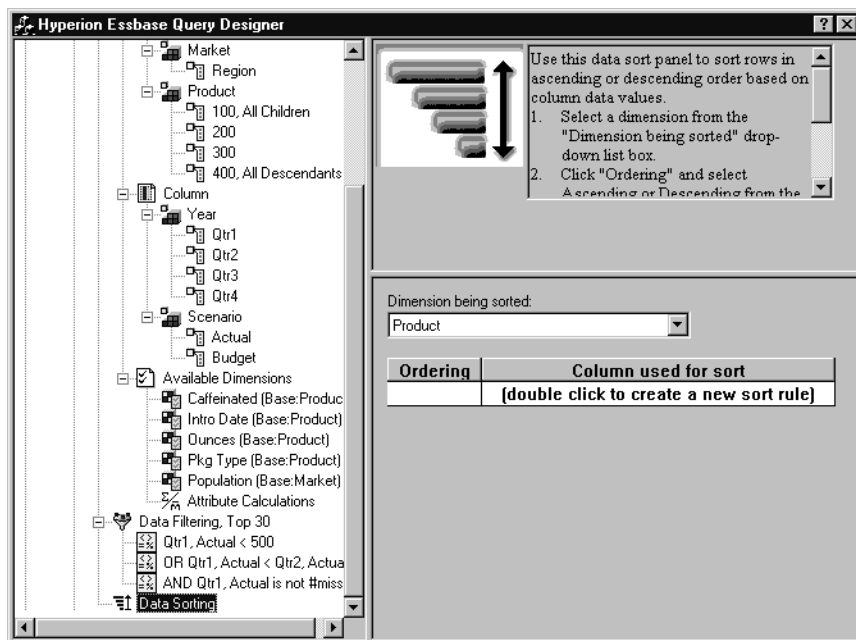 Hyperion Essbase Query Designer
Market
Region
Product
100, All Children
200
300
400, All Descendants
Column
Year
Qtr1
Qtr2
Qtr3
Qtr4
Scenario
Actual
Budget
Available Dimensions
Caffeinated (Base:Produc
Intro Date (Base:Product)
Ounces (Base:Product)
Pkg Type (Base:Product)
Population (Base:Market)
Attribute Calculations
Data Filtering, Top 30
Qtr1, Actual < 500
OR Qtr1, Actual < Qtr2, Actua
AND Qtr1, Actual is not #miss
Data Sorting
Use this data sort panel to sort rows in
ascending or descending order based on
column data values.
1. Select a dimension from the
"Dimension being sorted" drop-
down list box.
2. Click "Ordering" and select
Ascending or Descending from the
Dimension being sorted:
Product
Ordering Column used for sort
(double click to create a new sort rule)